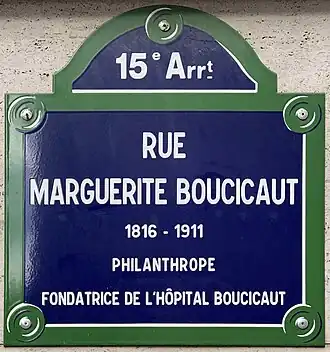 15e Arrt
RUE
MARGUERITE BOUCICAUT
1816 - 1911
PHILANTHROPE
FONDATRICE DE L'HÔPITAL BOUCICAUT